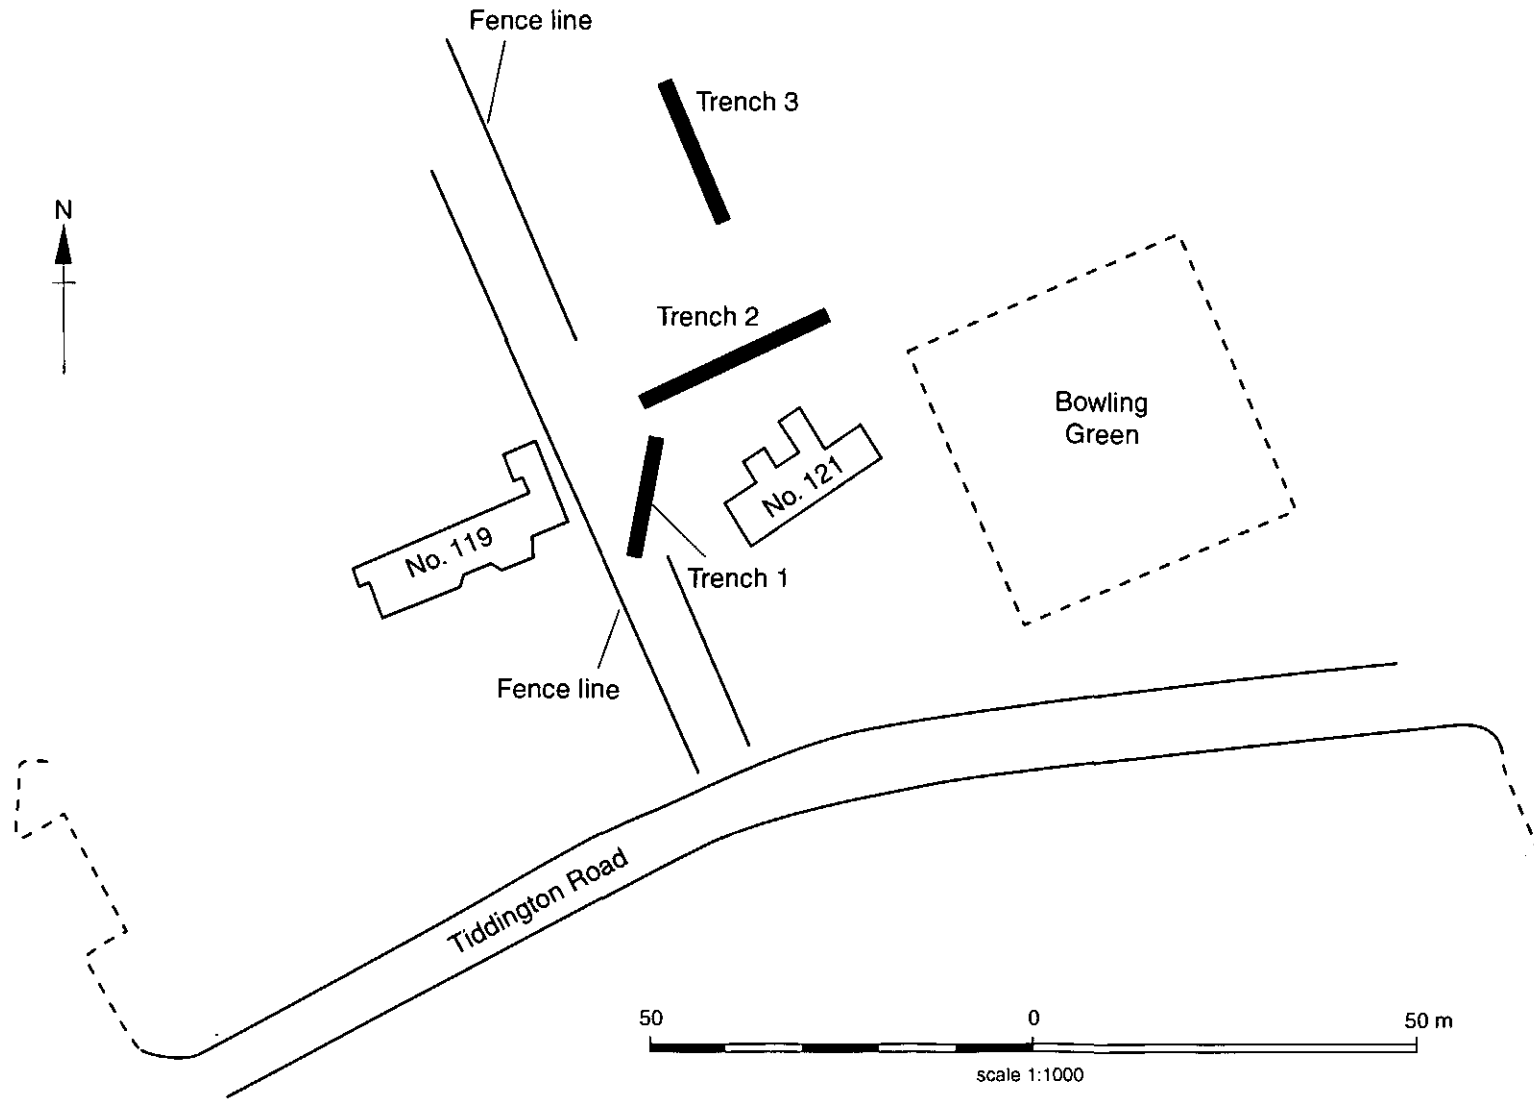 Fence line
Trench 3
N
Trench 2
Bowling
Green
No. 121
No. 119
Trench 1
Fence line
Tiddington Road
50 0 50 m
scale 1:1000